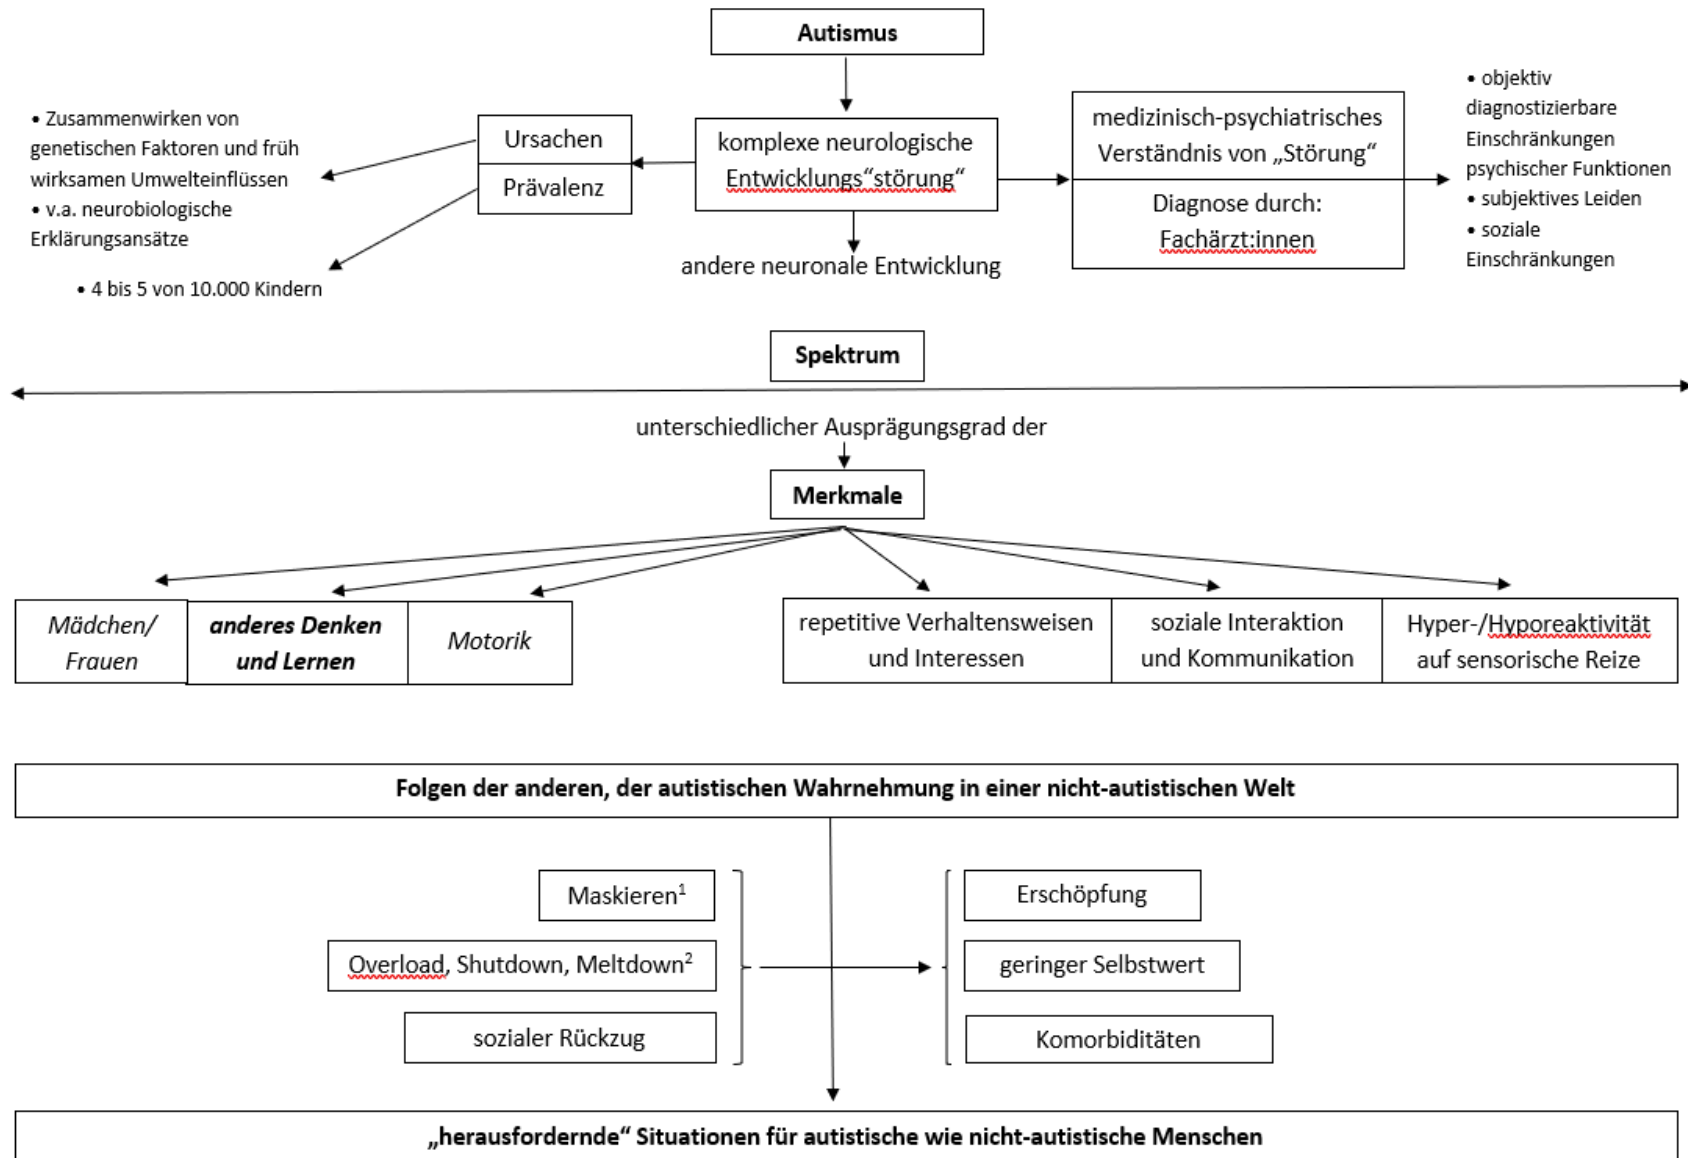 Autismus
• Zusammenwirken von
genetischen Faktoren und früh
wirksamen Umwelteinflüssen
• v.a. neurobiologische
Erklärungsansätze
• 4 bis 5 von 10.000 Kindern
Ursachen
Prävalenz
komplexe neurologische
Entwicklungs“störung“
andere neuronale Entwicklung
medizinisch-psychiatrisches
Verständnis von „Störung“
Diagnose durch:
Fachärzt:innen
• objektiv
diagnostizierbare
Einschränkungen
psychischer Funktionen
• subjektives Leiden
• soziale
Einschränkungen
Spektrum
unterschiedlicher Ausprägungsgrad der
Merkmale
Mädchen/
Frauen
anderes Denken
und Lernen
Motorik
repetitive Verhaltensweisen
und Interessen
soziale Interaktion
und Kommunikation
Hyper-/Hyporeaktivität
auf sensorische Reize
Folgen der anderen, der autistischen Wahrnehmung in einer nicht-autistischen Welt
Maskieren¹
Overload, Shutdown, Meltdown²
sozialer Rückzug
Erschöpfung
geringer Selbstwert
Komorbiditäten
„herausfordernde“ Situationen für autistische wie nicht-autistische Menschen